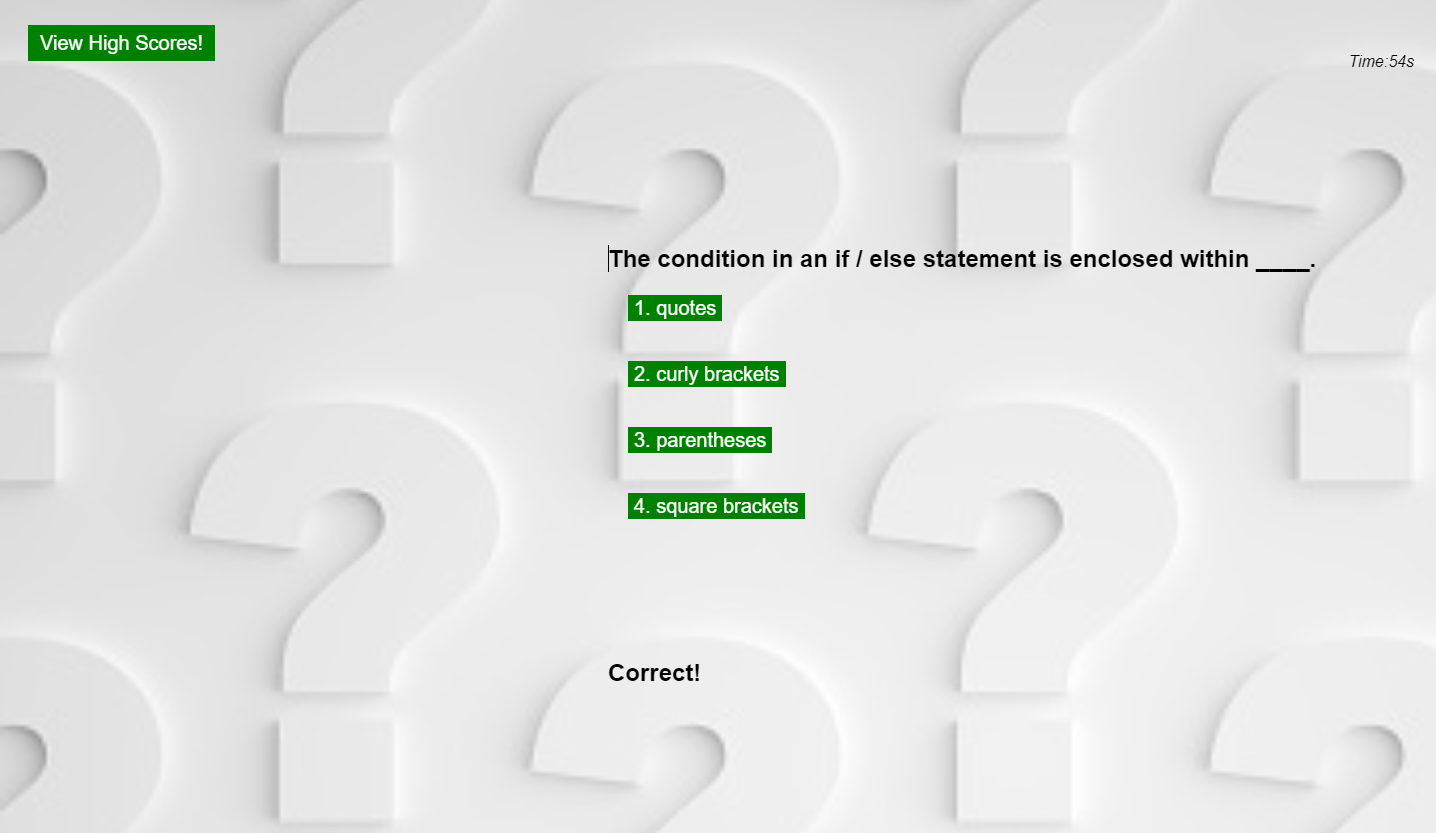 View High Scores!
Time:54s
The condition in an if / else statement is enclosed within ____.
1. quotes
2. curly brackets
3. parentheses
4. square brackets
Correct!